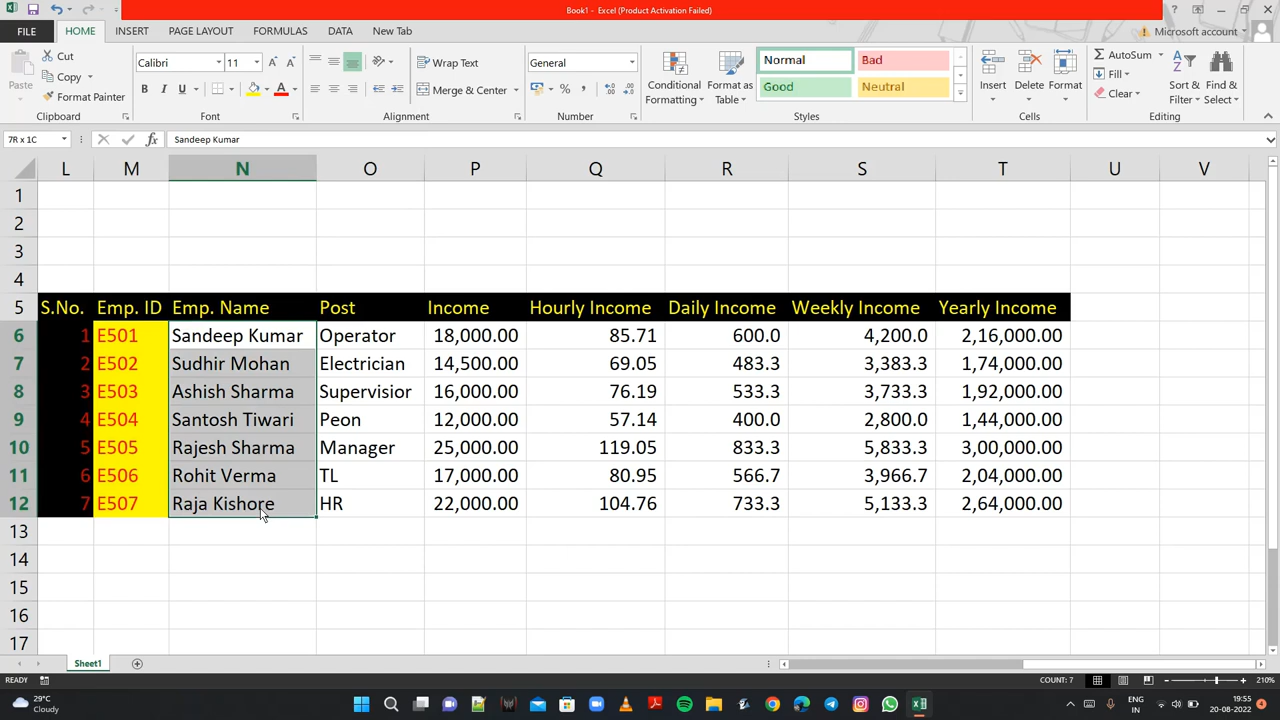 Book1 - Excel (Product Activation Failed)
FILE HOME INSERT PAGE LAYOUT FORMULAS DATA New Tab Microsoft account
Cut
Copy
Format Painter
Paste
Clipboard
Calibri 11
B I U A
Font
Wrap Text
Merge & Center
Alignment
General
%
Number
Conditional Formatting
Format as Table
Normal Bad
Good Neutral
Styles
Insert Delete Format
Cells
AutoSum
Fill
Clear
Sort & Filter
Find & Select
Editing
7R x 1C fx Sandeep Kumar
L M N O P Q R S T U V
1
2
3
4
5 S.No. Emp. ID Emp. Name Post Income Hourly Income Daily Income Weekly Income Yearly Income
6 1 E501 Sandeep Kumar Operator 18,000.00 85.71 600.0 4,200.0 2,16,000.00
7 2 E502 Sudhir Mohan Electrician 14,500.00 69.05 483.3 3,383.3 1,74,000.00
8 3 E503 Ashish Sharma Supervisior 16,000.00 76.19 533.3 3,733.3 1,92,000.00
9 4 E504 Santosh Tiwari Peon 12,000.00 57.14 400.0 2,800.0 1,44,000.00
10 5 E505 Rajesh Sharma Manager 25,000.00 119.05 833.3 5,833.3 3,00,000.00
11 6 E506 Rohit Verma TL 17,000.00 80.95 566.7 3,966.7 2,04,000.00
12 7 E507 Raja Kishore HR 22,000.00 104.76 733.3 5,133.3 2,64,000.00
13
14
15
16
17
Sheet1
READY COUNT: 7 210%
29°C
Cloudy
ENG
IN
19:55
20-08-2022